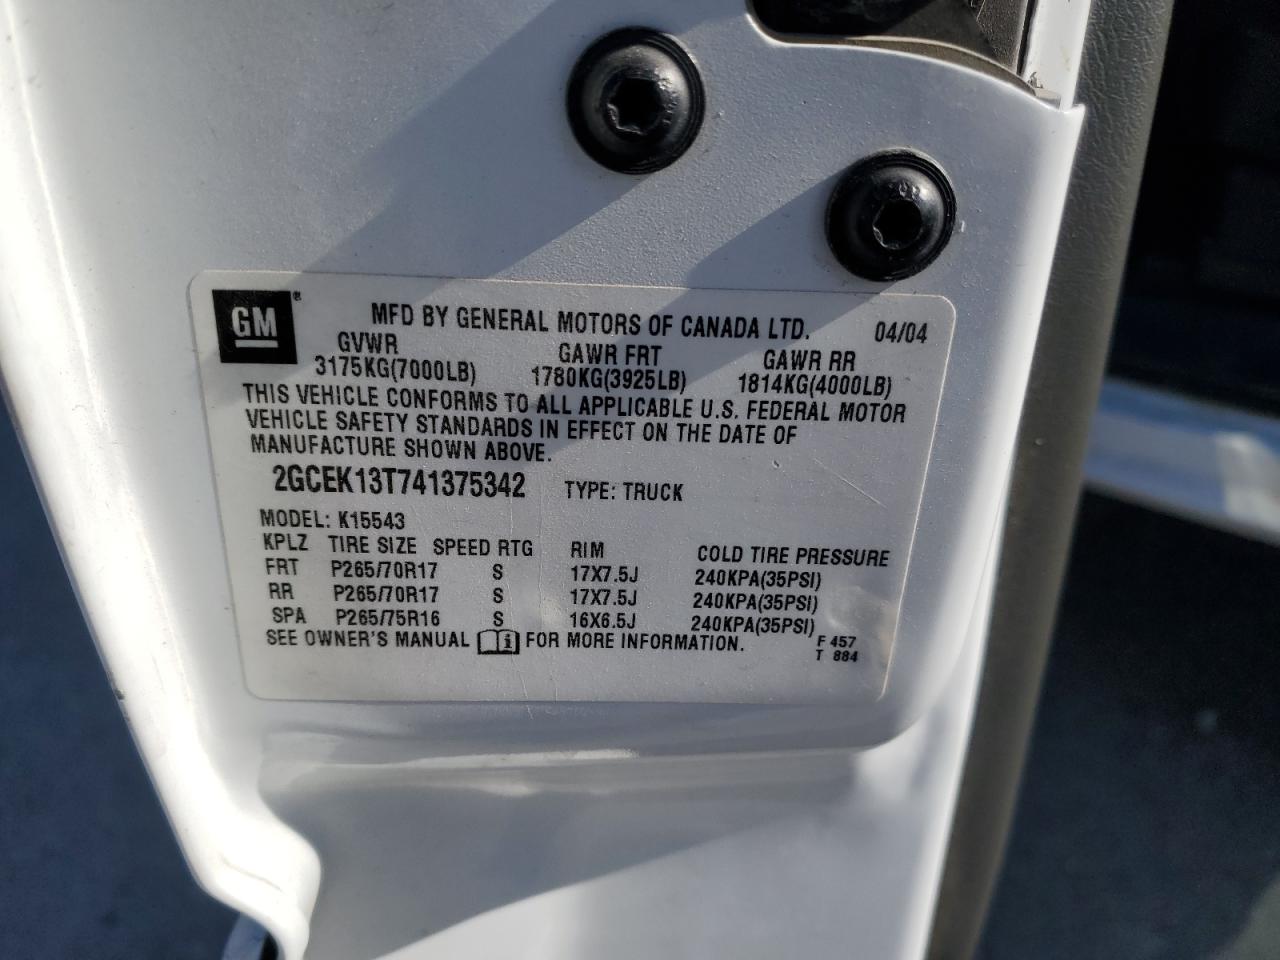 GM®
MFD BY GENERAL MOTORS OF CANADA LTD. 04/04
GVWR GAWR FRT GAWR RR
3175KG(7000LB) 1780KG(3925LB) 1814KG(4000LB)
THIS VEHICLE CONFORMS TO ALL APPLICABLE U.S. FEDERAL MOTOR
VEHICLE SAFETY STANDARDS IN EFFECT ON THE DATE OF
MANUFACTURE SHOWN ABOVE.
2GCEK13T741375342 TYPE: TRUCK
MODEL: K15543
KPLZ TIRE SIZE SPEED RTG RIM COLD TIRE PRESSURE
FRT P265/70R17 S 17X7.5J 240KPA(35PSI)
RR P265/70R17 S 17X7.5J 240KPA(35PSI)
SPA P265/75R16 S 16X6.5J 240KPA(35PSI)
SEE OWNER'S MANUAL i FOR MORE INFORMATION.
F 457
T 884